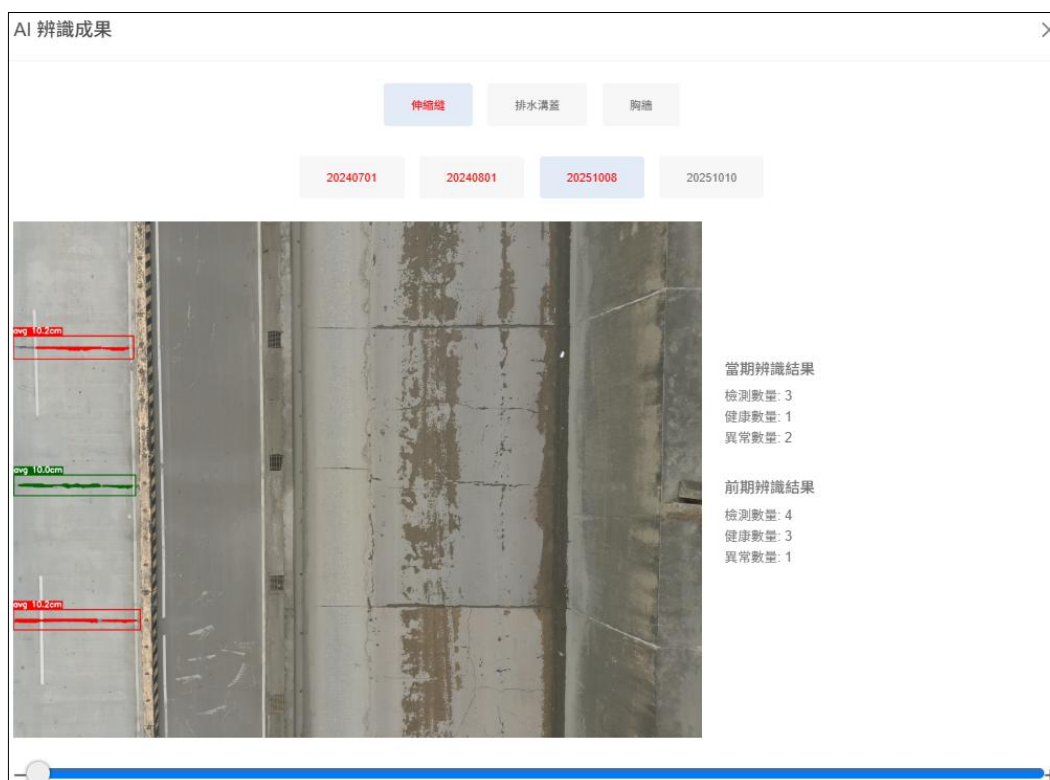 AI 辨識成果
伸縮縫
排水溝蓋
胸牆
20240701
20240801
20251008
20251010
avg 10.2cm
avg 10.0cm
avg 10.2cm
當期辨識結果
檢測數量: 3
健康數量: 1
異常數量: 2
前期辨識結果
檢測數量: 4
健康數量: 3
異常數量: 1